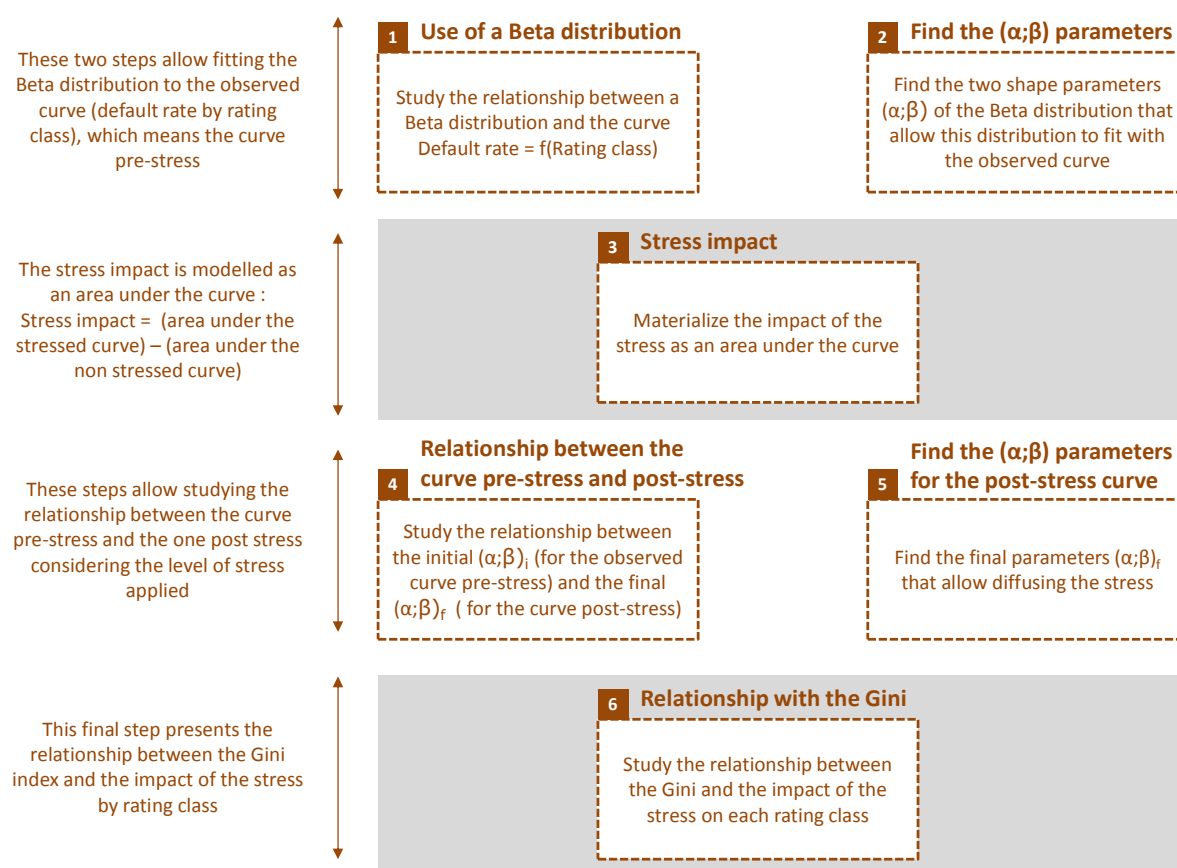 These two steps allow fitting the
Beta distribution to the observed
curve (default rate by rating
class), which means the curve
pre-stress
1 Use of a Beta distribution
Study the relationship between a
Beta distribution and the curve
Default rate = f(Rating class)
2 Find the (α;β) parameters
Find the two shape parameters
(α;β) of the Beta distribution that
allow this distribution to fit with
the observed curve
The stress impact is modelled as
an area under the curve :
Stress impact = (area under the
stressed curve) – (area under the
non stressed curve)
3 Stress impact
Materialize the impact of the
stress as an area under the curve
These steps allow studying the
relationship between the curve
pre-stress and the one post stress
considering the level of stress
applied
Relationship between the
4 curve pre-stress and post-stress
Study the relationship between
the initial (α;β)i (for the observed
curve pre-stress) and the final
(α;β)f ( for the curve post-stress)
Find the (α;β) parameters
5 for the post-stress curve
Find the final parameters (α;β)f
that allow diffusing the stress
This final step presents the
relationship between the Gini
index and the impact of the stress
by rating class
6 Relationship with the Gini
Study the relationship between
the Gini and the impact of the
stress on each rating class